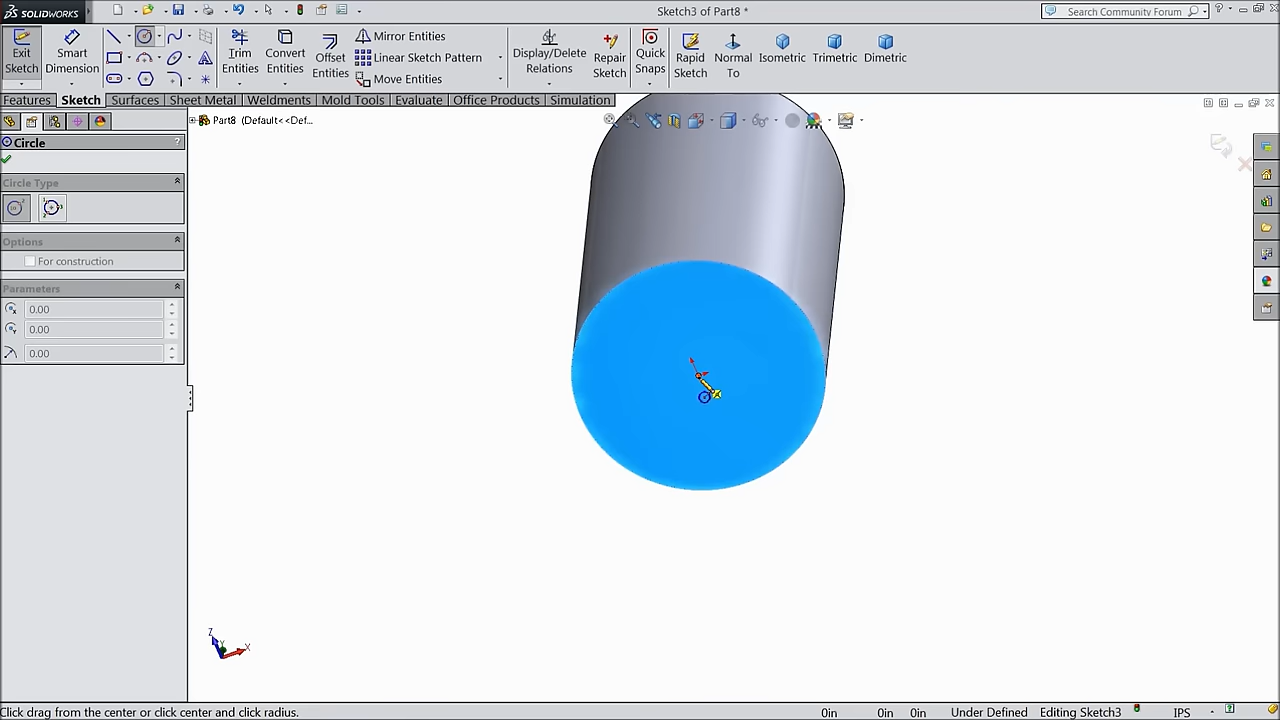 SOLIDWORKS
Sketch3 of Part8 *
Search Community Forum
Exit Sketch
Smart Dimension
Trim Entities
Convert Entities
Offset Entities
Mirror Entities
Linear Sketch Pattern
Move Entities
Display/Delete Relations
Repair Sketch
Quick Snaps
Rapid Sketch
Normal To
Isometric
Trimetric
Dimetric
Features
Sketch
Surfaces
Sheet Metal
Weldments
Mold Tools
Evaluate
Office Products
Simulation
Part8 (Default<<Def...
Circle
?
Circle Type
Options
For construction
Parameters
0.00
0.00
0.00
Z
Y
X
Click drag from the center or click center and click radius.
0in
0in
0in
Under Defined
Editing Sketch3
IPS